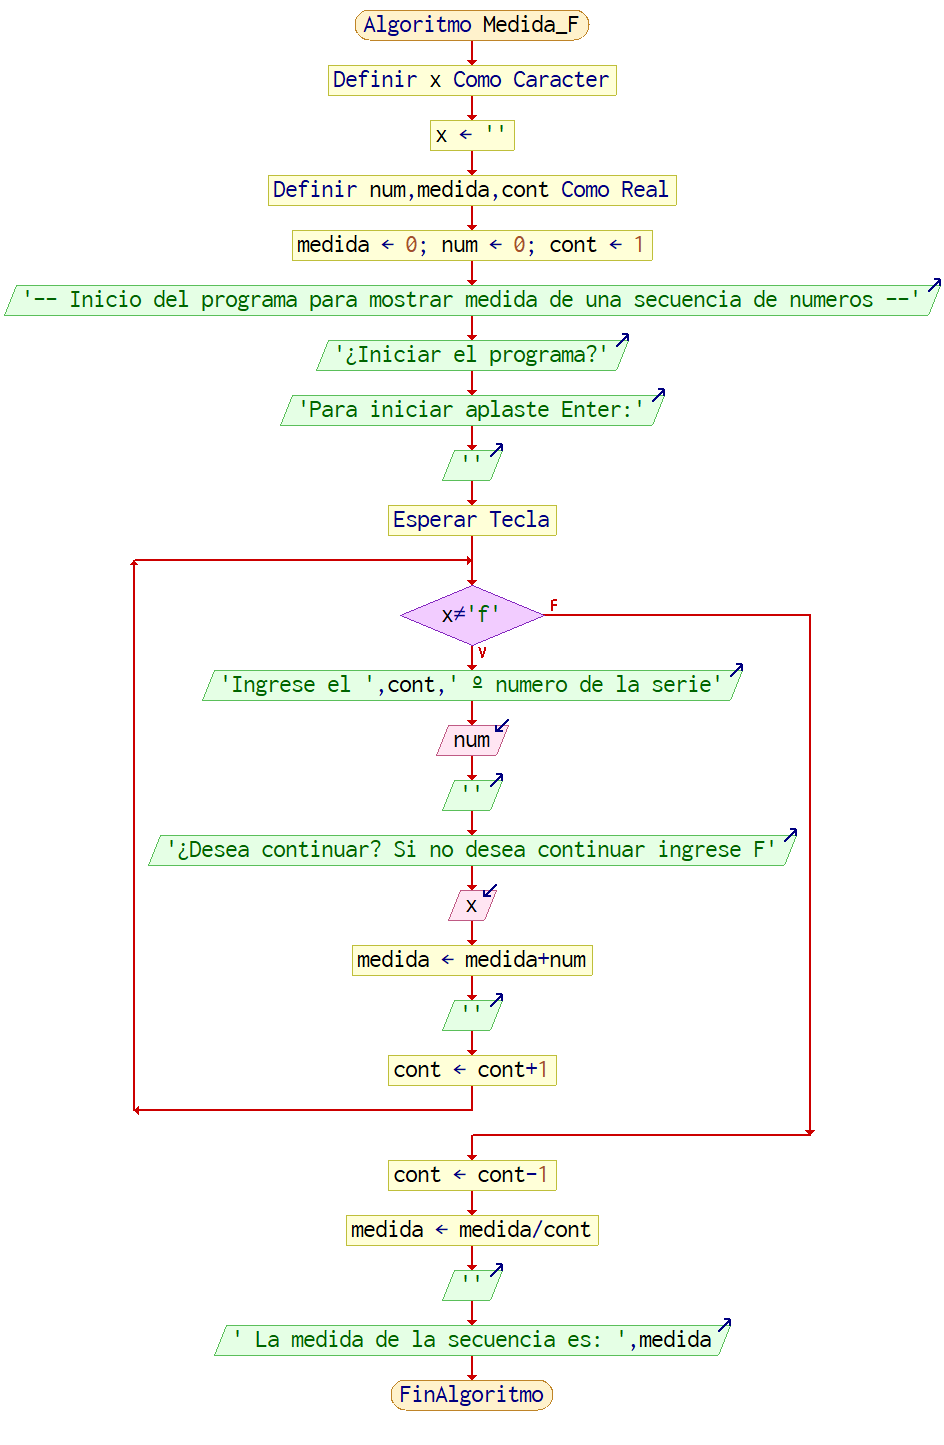 Algoritmo Medida_F
Definir x Como Caracter
x ← ''
Definir num,medida,cont Como Real
medida ← 0; num ← 0; cont ← 1
'-- Inicio del programa para mostrar medida de una secuencia de numeros --'
'¿Iniciar el programa?'
'Para iniciar aplaste Enter:'
''
Esperar Tecla
x≠'f'
F
V
'Ingrese el ',cont,' º numero de la serie'
num
''
'¿Desea continuar? Si no desea continuar ingrese F'
x
medida ← medida+num
''
cont ← cont+1
cont ← cont-1
medida ← medida/cont
''
' La medida de la secuencia es: ',medida
FinAlgoritmo